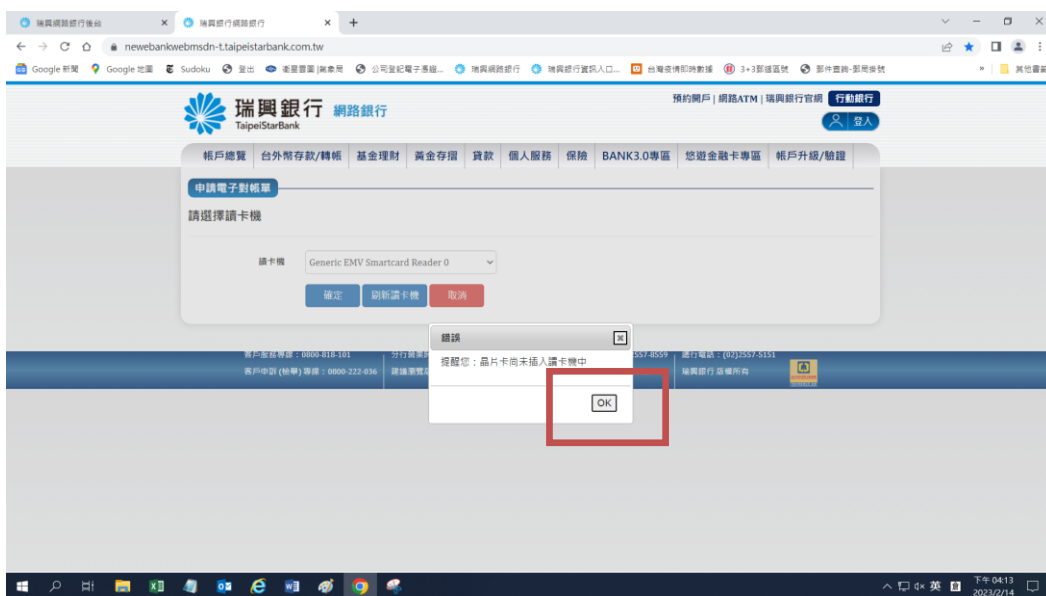 瑞興網路銀行後台
瑞興銀行網路銀行
newebankwebmsdn-t.taipeistarbank.com.tw
Google 新聞 Google 地圖 Sudoku 登出 衛星雲圖|氣象局 公司登記電子憑證... 瑞興網路銀行 瑞興銀行資訊入口... 台灣疫情即時數據 3+3郵遞區號 郵件查詢-郵局掛號 » 其他書籤
預約開戶 | 網路ATM | 瑞興銀行官網 行動銀行
瑞興銀行 網路銀行
TaipeiStarBank
登入
帳戶總覽 台外幣存款/轉帳 基金理財 黃金存摺 貸款 個人服務 保險 BANK3.0專區 悠遊金融卡專區 帳戶升級/驗證
申請電子對帳單
請選擇讀卡機
讀卡機 Generic EMV Smartcard Reader 0
確定 刷新讀卡機 取消
錯誤
提醒您：晶片卡尚未插入讀卡機中
OK
客戶服務專線：0800-818-101
557-8559 總行電話：(02)2557-5151
客戶申訴 (檢舉) 專線：0800-222-036 建議瀏覽
瑞興銀行 版權所有
英
下午 04:13
2023/2/14